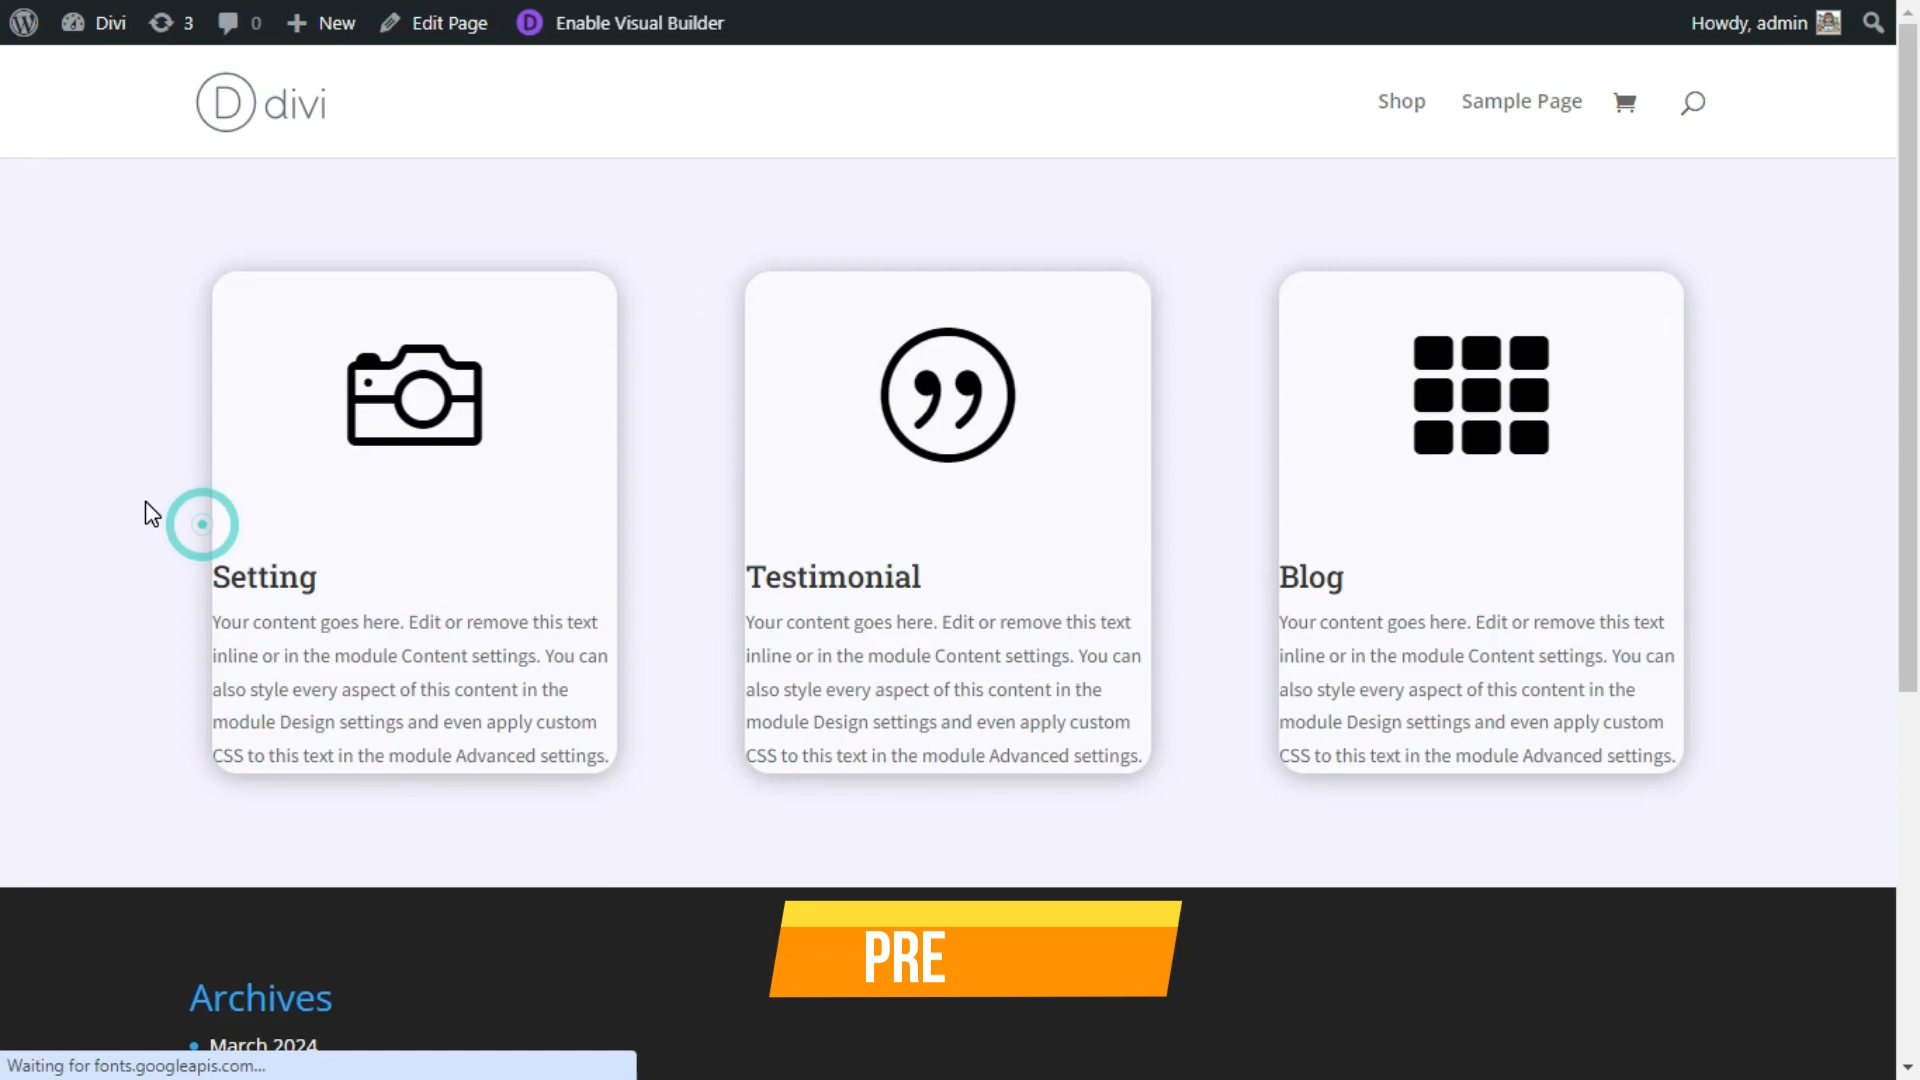 Divi 3 0 New Edit Page D Enable Visual Builder Howdy, admin
D divi Shop Sample Page
Setting
Your content goes here. Edit or remove this text
inline or in the module Content settings. You can
also style every aspect of this content in the
module Design settings and even apply custom
CSS to this text in the module Advanced settings.
Testimonial
Your content goes here. Edit or remove this text
inline or in the module Content settings. You can
also style every aspect of this content in the
module Design settings and even apply custom
CSS to this text in the module Advanced settings.
Blog
Your content goes here. Edit or remove this text
inline or in the module Content settings. You can
also style every aspect of this content in the
module Design settings and even apply custom
CSS to this text in the module Advanced settings.
PRE
Archives
March 2024
Waiting for fonts.googleapis.com...